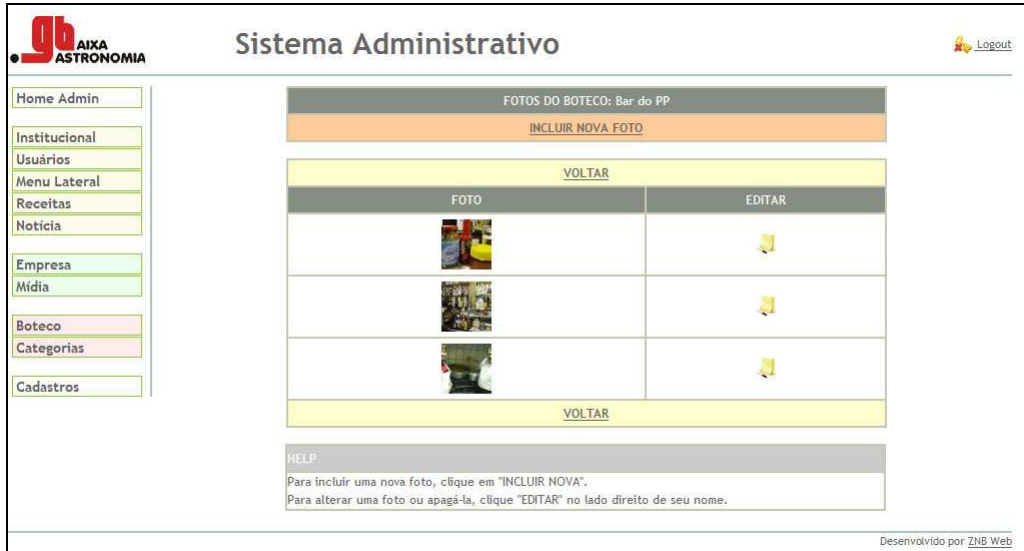 gb
AIXA
ASTRONOMIA
Sistema Administrativo
Logout
Home Admin
Institucional
Usuários
Menu Lateral
Receitas
Notícia
Empresa
Mídia
Boteco
Categorias
Cadastros
FOTOS DO BOTECO: Bar do PP
INCLUIR NOVA FOTO
VOLTAR
FOTO EDITAR
VOLTAR
HELP
Para incluir uma nova foto, clique em "INCLUIR NOVA".
Para alterar uma foto ou apagá-la, clique "EDITAR" no lado direito de seu nome.
Desenvolvido por ZNB Web